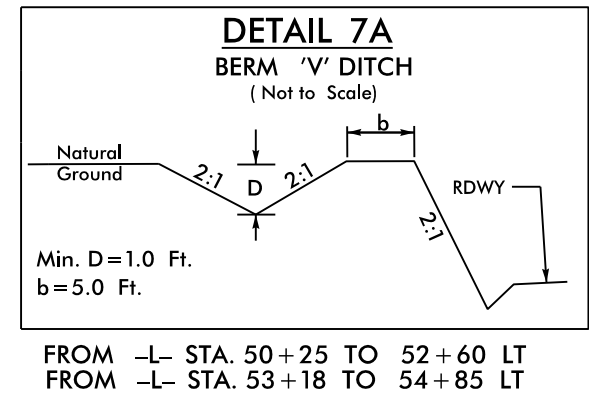 DETAIL 7A
BERM 'V' DITCH
( Not to Scale)
b
Natural
Ground
2:1
D
2:1
RDWY
2:1
Min. D=1.0 Ft.
b=5.0 Ft.
FROM -L- STA. 50+25 TO 52+60 LT
FROM -L- STA. 53+18 TO 54+85 LT